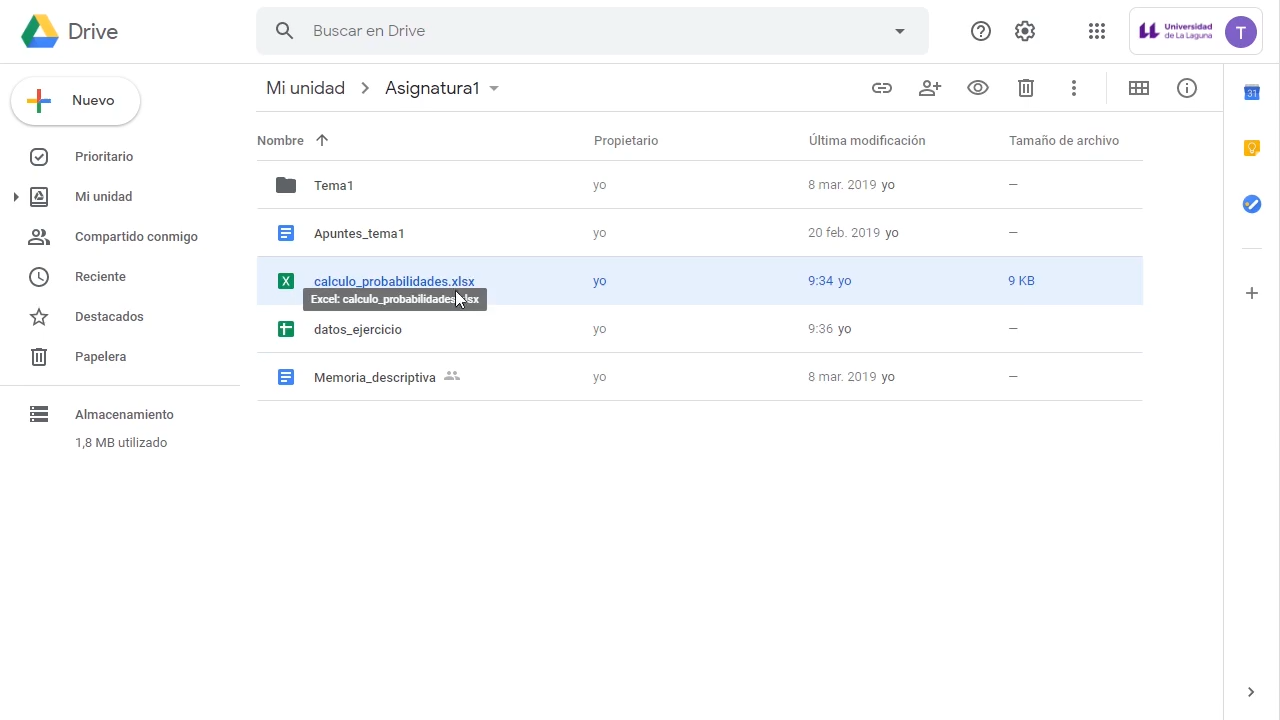 Drive
Buscar en Drive
Universidad
de La Laguna
T
Nuevo
Mi unidad
Asignatura1
31
Nombre
Propietario
Última modificación
Tamaño de archivo
Prioritario
Tema1
yo
8 mar. 2019 yo
—
Mi unidad
Apuntes_tema1
yo
20 feb. 2019 yo
—
Compartido conmigo
X
calculo_probabilidades.xlsx
yo
9:34 yo
9 KB
Reciente
Excel: calculo_probabilidades.xlsx
Destacados
datos_ejercicio
yo
9:36 yo
—
Papelera
Memoria_descriptiva
yo
8 mar. 2019 yo
—
Almacenamiento
1,8 MB utilizado